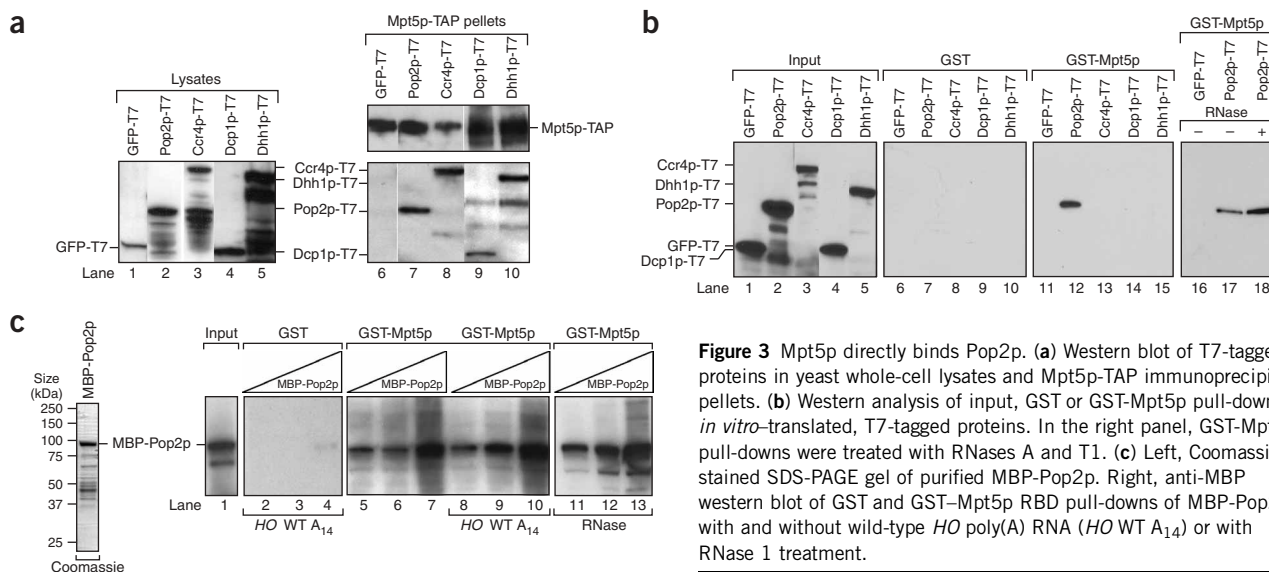 a
Lysates
GFP-T7
Pop2p-T7
Ccr4p-T7
Dcp1p-T7
Dhh1p-T7
GFP-T7
Lane 1 2 3 4 5
Mpt5p-TAP pellets
GFP-T7
Pop2p-T7
Ccr4p-T7
Dcp1p-T7
Dhh1p-T7
Mpt5p-TAP
Ccr4p-T7
Dhh1p-T7
Pop2p-T7
Dcp1p-T7
6 7 8 9 10
b
Input
GST
GST-Mpt5p
GST-Mpt5p
GFP-T7
Pop2p-T7
Ccr4p-T7
Dcp1p-T7
Dhh1p-T7
GFP-T7
Pop2p-T7
Ccr4p-T7
Dcp1p-T7
Dhh1p-T7
GFP-T7
Pop2p-T7
Ccr4p-T7
Dcp1p-T7
Dhh1p-T7
GFP-T7
Pop2p-T7
Pop2p-T7
RNase
– – +
Ccr4p-T7
Dhh1p-T7
Pop2p-T7
GFP-T7
Dcp1p-T7
Lane 1 2 3 4 5 6 7 8 9 10 11 12 13 14 15 16 17 18
c
MBP-Pop2p
Size
(kDa)
250
150
100
75
50
37
25
Coomassie
MBP-Pop2p
Input GST GST-Mpt5p GST-Mpt5p GST-Mpt5p
MBP-Pop2p MBP-Pop2p MBP-Pop2p MBP-Pop2p
Lane 1 2 3 4 5 6 7 8 9 10 11 12 13
HO WT A14 HO WT A14 RNase
Figure 3 Mpt5p directly binds Pop2p. (a) Western blot of T7-tagge
proteins in yeast whole-cell lysates and Mpt5p-TAP immunoprecipi
pellets. (b) Western analysis of input, GST or GST-Mpt5p pull-down
in vitro–translated, T7-tagged proteins. In the right panel, GST-Mpt
pull-downs were treated with RNases A and T1. (c) Left, Coomassi
stained SDS-PAGE gel of purified MBP-Pop2p. Right, anti-MBP
western blot of GST and GST–Mpt5p RBD pull-downs of MBP-Pop
with and without wild-type HO poly(A) RNA (HO WT A14) or with
RNase 1 treatment.